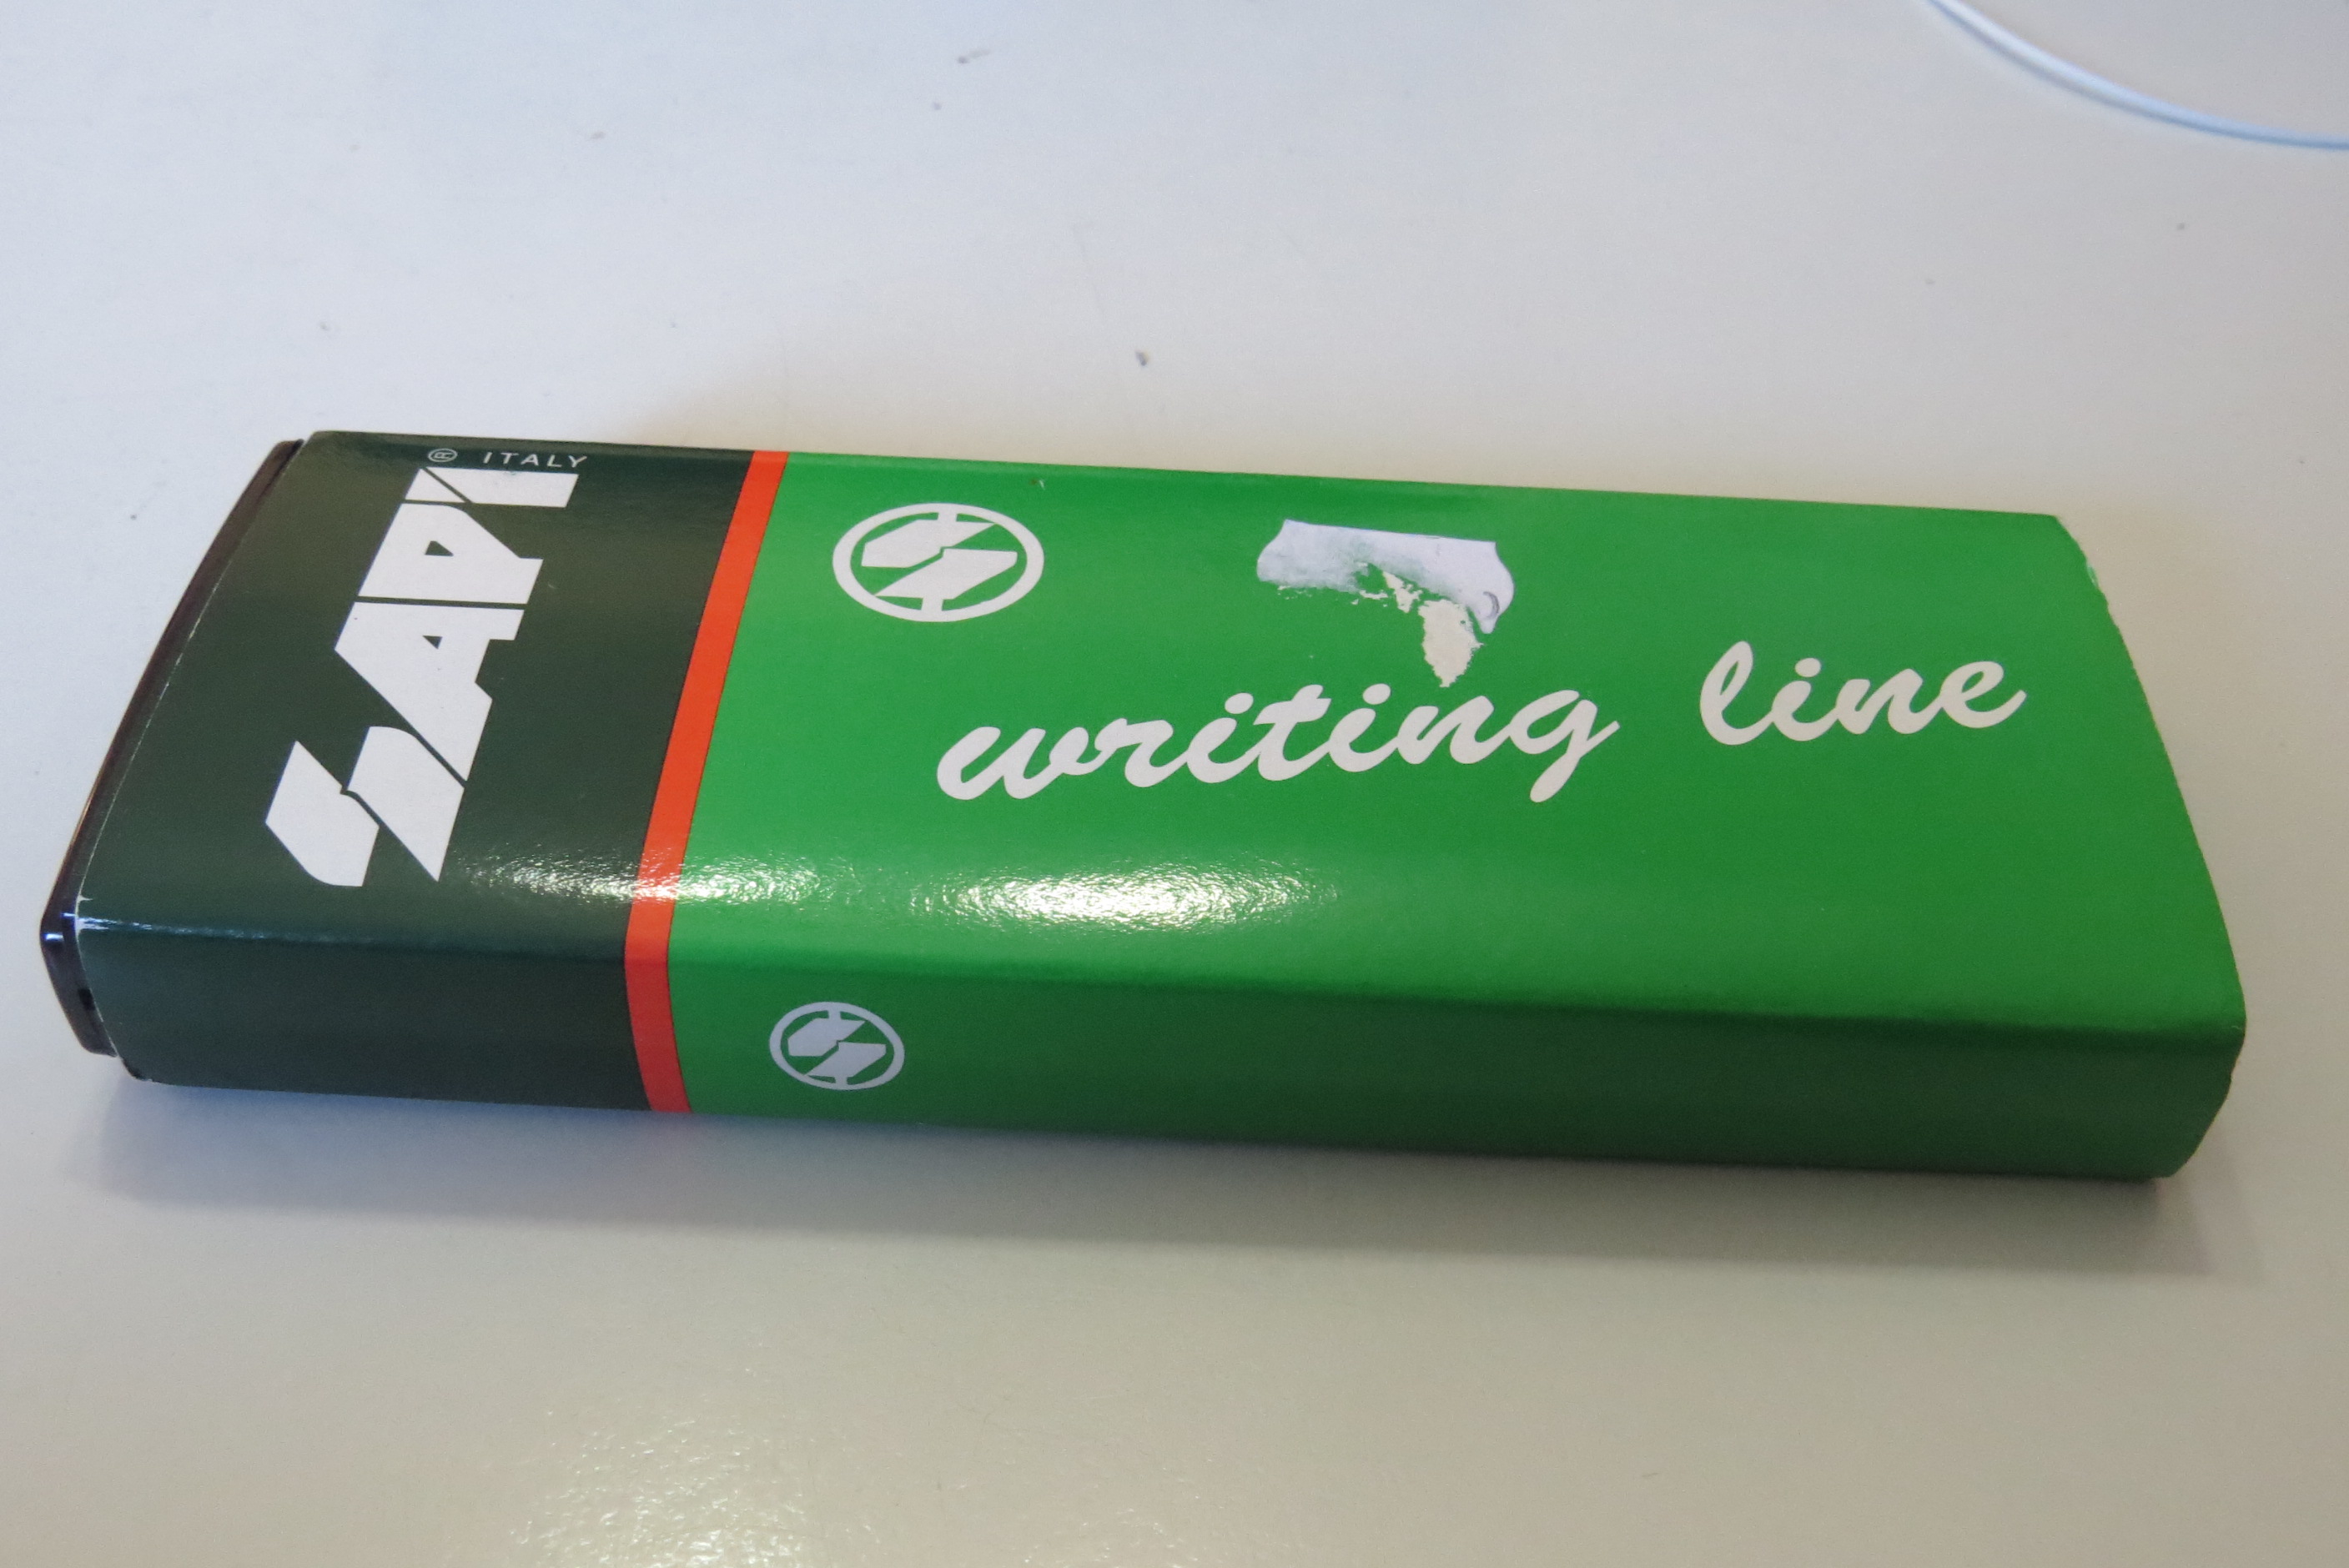 SAPI
® ITALY
writing line